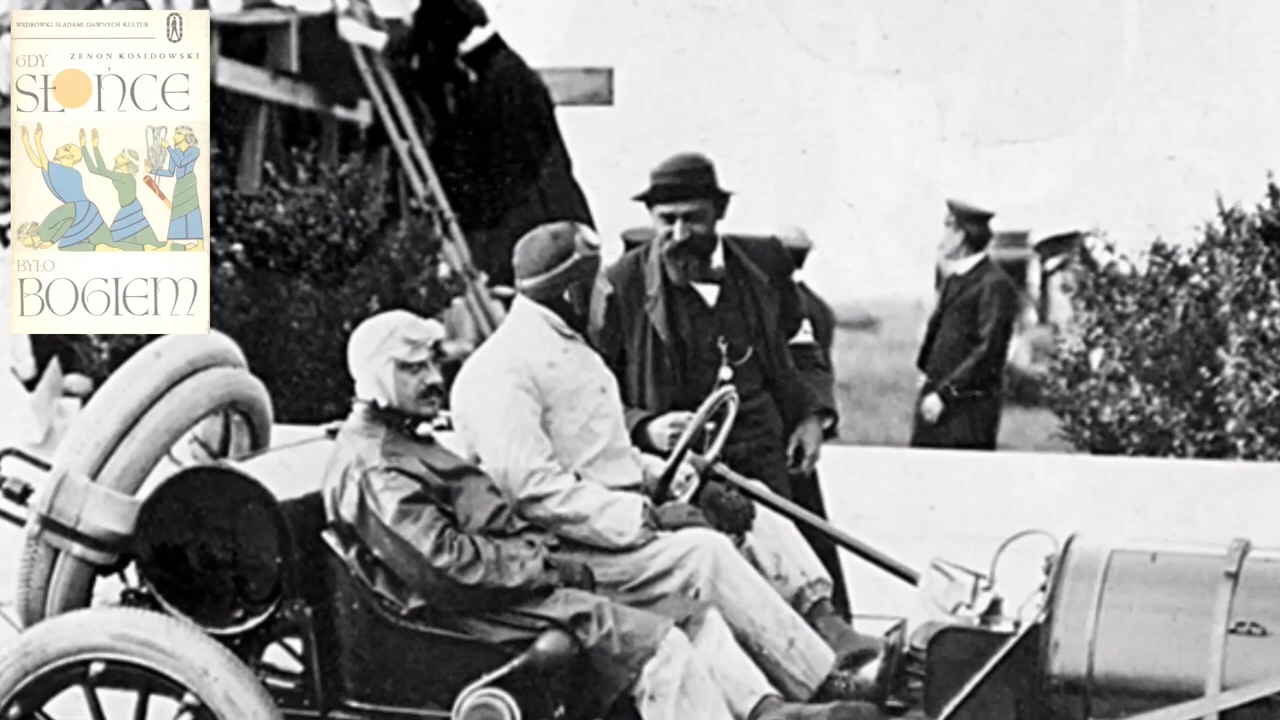 WĘDRÓWKI ŚLADAMI DAWNYCH KULTUR
ZENON KOSIDOWSKI
GDY
SŁOŃCE
BYŁO
BOGIEM